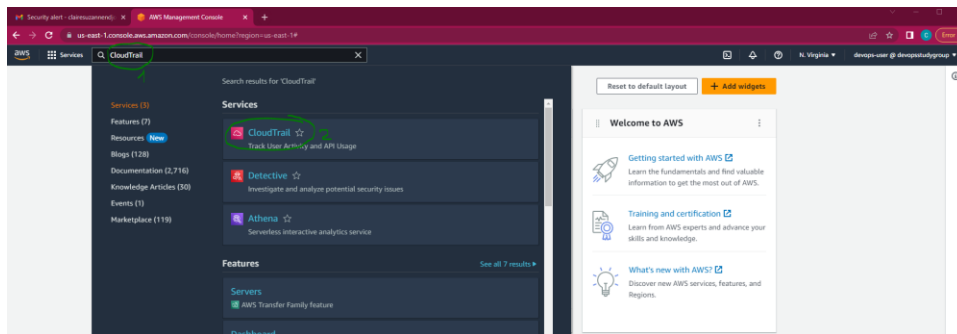 Security alert - clairesuzannend
AWS Management Console
us-east-1.console.aws.amazon.com/console/home?region=us-east-1#
Error
aws
Services
CloudTrail
N. Virginia
devops-user @ devopsstudygroup
1
Search results for 'CloudTrail'
Services (3)
Features (7)
Resources New
Blogs (128)
Documentation (2,716)
Knowledge Articles (30)
Events (1)
Marketplace (119)
Services
CloudTrail
2
Track User Activity and API Usage
Detective
Investigate and analyze potential security issues
Athena
Serverless interactive analytics service
Features
See all 7 results
Servers
AWS Transfer Family feature
Dashboard
Reset to default layout
+ Add widgets
Welcome to AWS
Getting started with AWS
Learn the fundamentals and find valuable
information to get the most out of AWS.
Training and certification
Learn from AWS experts and advance your
skills and knowledge.
What's new with AWS?
Discover new AWS services, features, and
Regions.